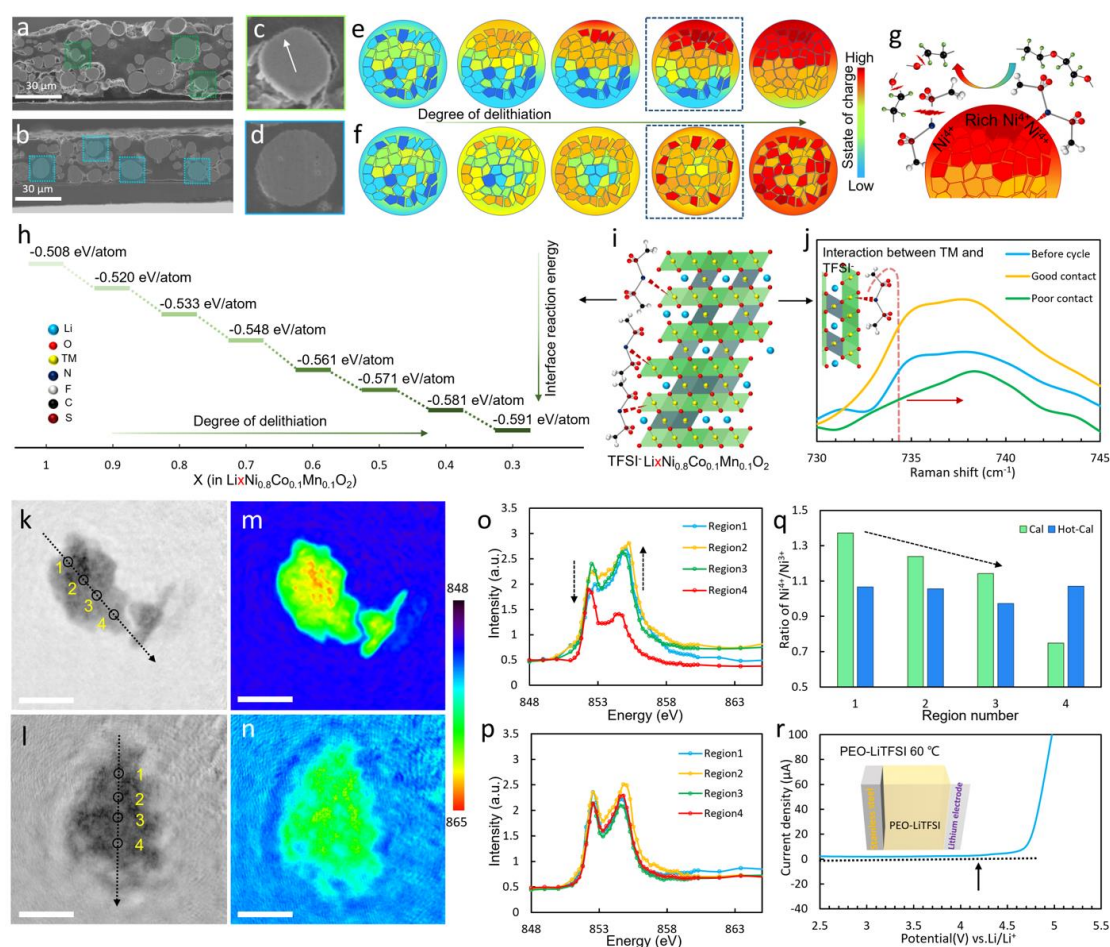 a
30 μm
b
30 μm
c
d
e
Degree of delithiation
f
High
Sstate of charge
Low
g
Ni⁴⁺
Rich Ni⁴⁺
Ni⁴⁺
h
-0.508 eV/atom
-0.520 eV/atom
-0.533 eV/atom
-0.548 eV/atom
-0.561 eV/atom
-0.571 eV/atom
-0.581 eV/atom
-0.591 eV/atom
Li
O
TM
N
F
C
S
Degree of delithiation
Interface reaction energy
1 0.9 0.8 0.7 0.6 0.5 0.4 0.3
X (in LixNi0.8Co0.1Mn0.1O2)
i
TFSI⁻LixNi0.8Co0.1Mn0.1O2
j
Interaction between TM and
TFSI⁻
Before cycle
Good contact
Poor contact
730 735 740 745
Raman shift (cm⁻¹)
k
1
2
3
4
m
848
865
l
1
2
3
4
n
o
Intensity (a.u.)
3.5
3
2.5
2
1.5
1
0.5
0
Region1
Region2
Region3
Region4
848 853 858 863
Energy (eV)
p
Intensity (a.u.)
3.5
3
2.5
2
1.5
1
0.5
0
Region1
Region2
Region3
Region4
848 853 858 863
Energy (eV)
q
Ratio of Ni⁴⁺/Ni³⁺
1.5
1.3
1.1
0.9
0.7
0.5
Cal
Hot-Cal
1 2 3 4
Region number
r
Current density (μA)
100
80
60
40
20
0
-20
-40
PEO-LiTFSI 60 ℃
PEO-LiTFSI
Lithium electrode
2.5 3 3.5 4 4.5 5 5.5
Potential(V) vs.Li/Li⁺